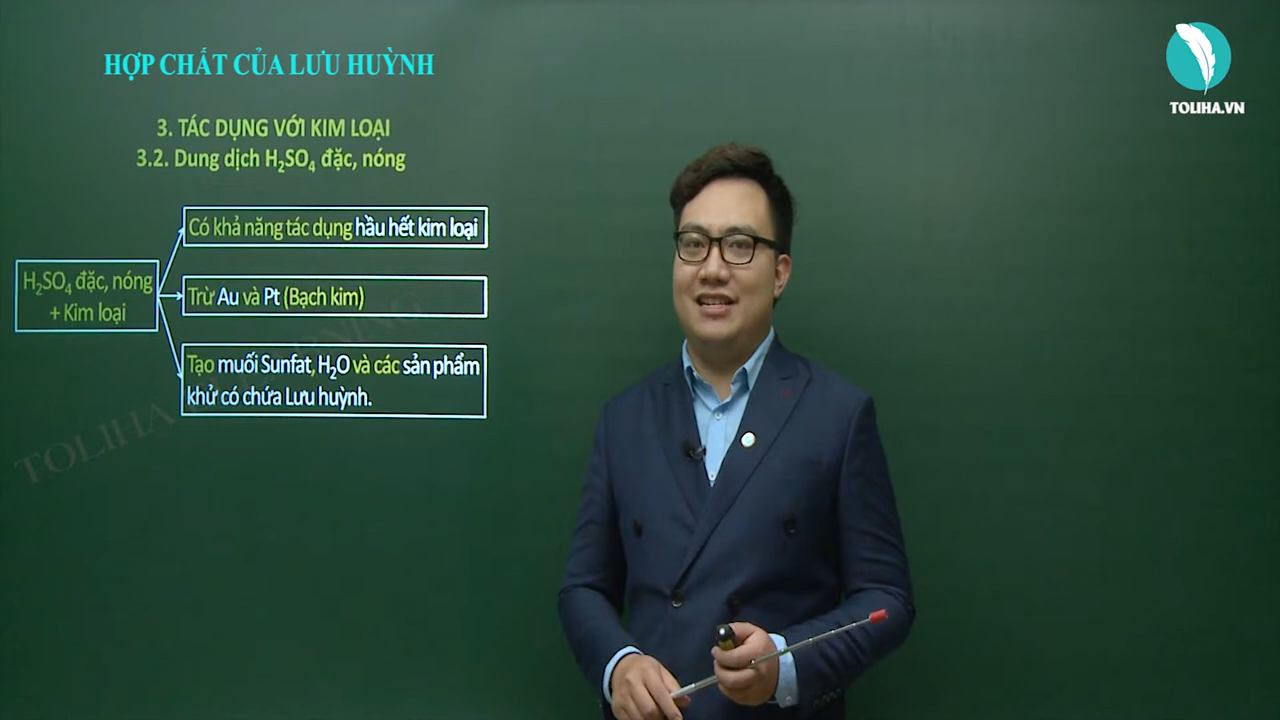 HỢP CHẤT CỦA LƯU HUỲNH
TOLIHA.VN
3. TÁC DỤNG VỚI KIM LOẠI
3.2. Dung dịch H₂SO₄ đặc, nóng
Có khả năng tác dụng hầu hết kim loại
H₂SO₄ đặc, nóng
+ Kim loại
Trừ Au và Pt (Bạch kim)
Tạo muối Sunfat, H₂O và các sản phẩm
khử có chứa Lưu huỳnh.
TOLIHA